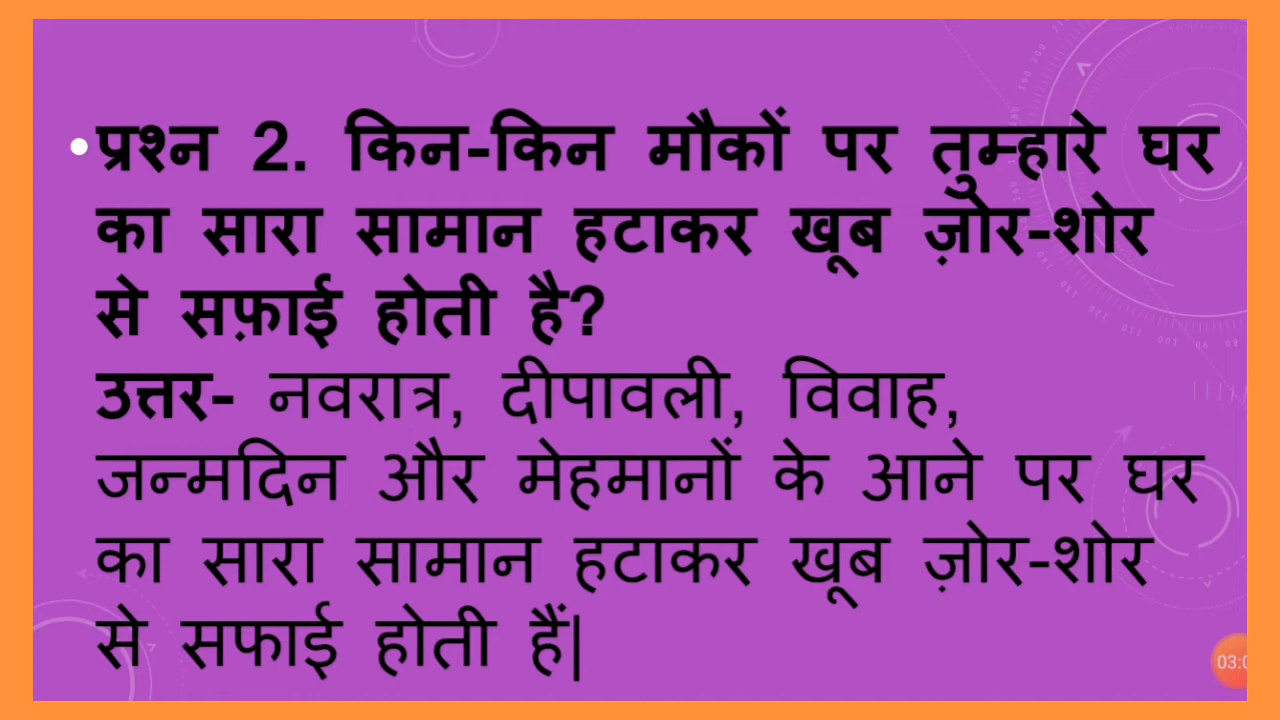 • प्रश्न 2. किन-किन मौकों पर तुम्हारे घर
का सारा सामान हटाकर खूब ज़ोर-शोर
से सफ़ाई होती है?
उत्तर- नवरात्र, दीपावली, विवाह,
जन्मदिन और मेहमानों के आने पर घर
का सारा सामान हटाकर खूब ज़ोर-शोर
से सफाई होती हैं|